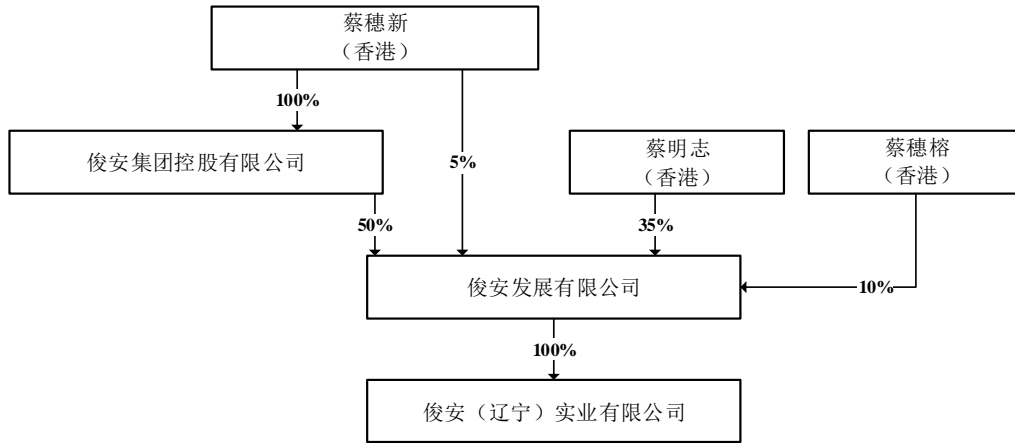 蔡穗新
（香港）
100%
俊安集团控股有限公司
5%
蔡明志
（香港）
蔡穗榕
（香港）
50%
35%
俊安发展有限公司
10%
100%
俊安（辽宁）实业有限公司